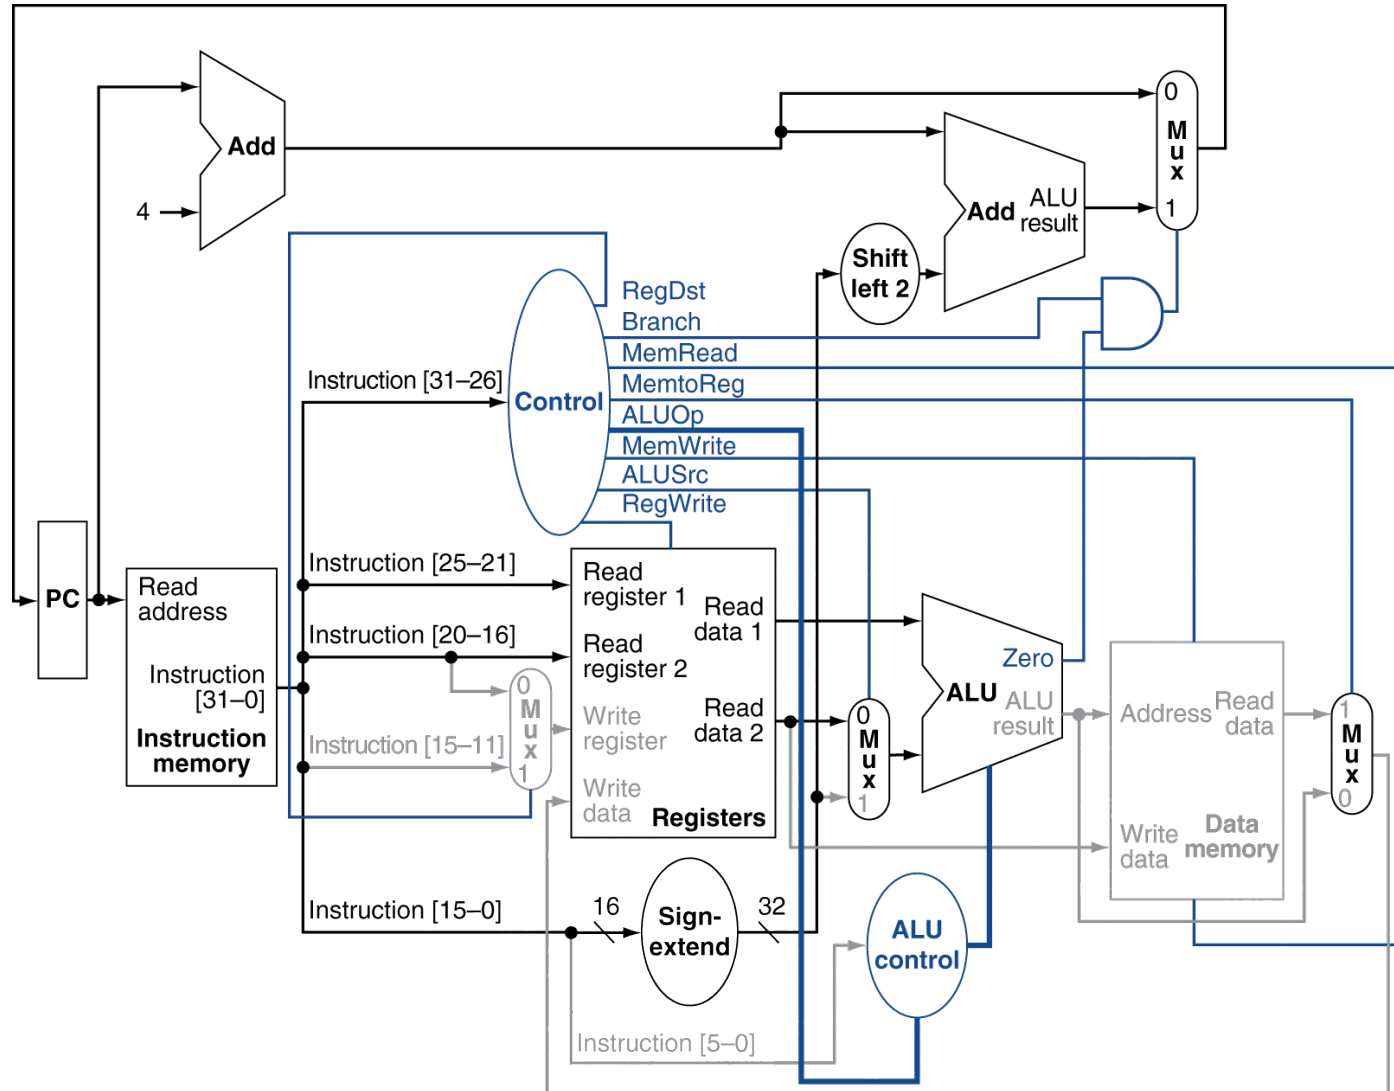 0
M
u
x
1
Add
4
Add
ALU
result
Shift
left 2
RegDst
Branch
MemRead
MemtoReg
ALUOp
MemWrite
ALUSrc
RegWrite
Instruction [31–26]
Control
PC
Read
address
Instruction
[31–0]
Instruction
memory
Instruction [25–21]
Instruction [20–16]
Instruction [15–11]
0
M
u
x
1
Read
register 1
Read
register 2
Write
register
Write
data
Read
data 1
Read
data 2
Registers
0
M
u
x
1
Zero
ALU
ALU
result
Address
Read
data
Write
data
Data
memory
1
M
u
x
0
Instruction [15–0]
16
Sign-
extend
32
ALU
control
Instruction [5–0]